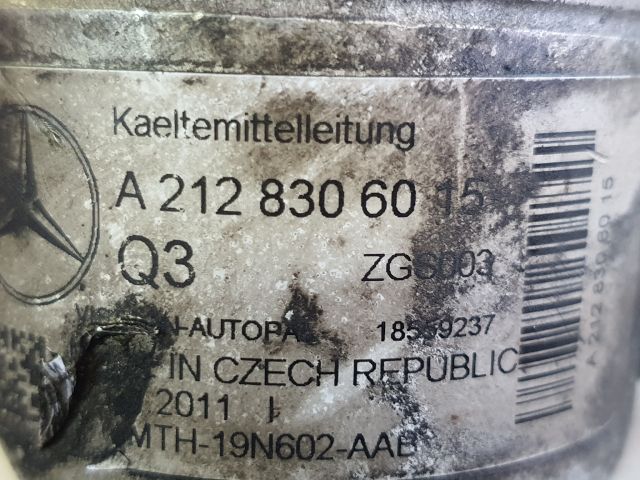 Kaeltemittelleitung
A 212 830 60 15
Q3 ZGS003
18559237
IN CZECH REPUBLIC
2011
MTH-19N602-AAB
A 212 830 60 15